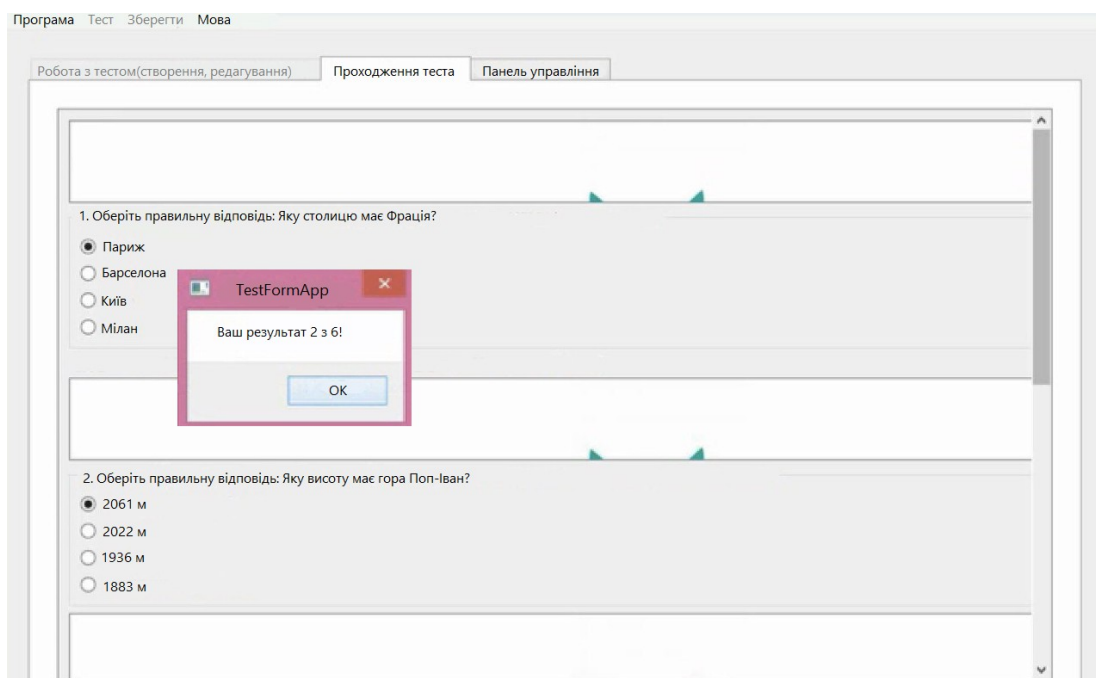 Програма Тест Зберегти Мова
Робота з тестом(створення, редагування) Проходження теста Панель управління
1. Оберіть правильну відповідь: Яку столицю має Фрація?
Париж
Барселона
Київ
Мілан
TestFormApp
Ваш результат 2 з 6!
OK
2. Оберіть правильну відповідь: Яку висоту має гора Поп-Іван?
2061 м
2022 м
1936 м
1883 м